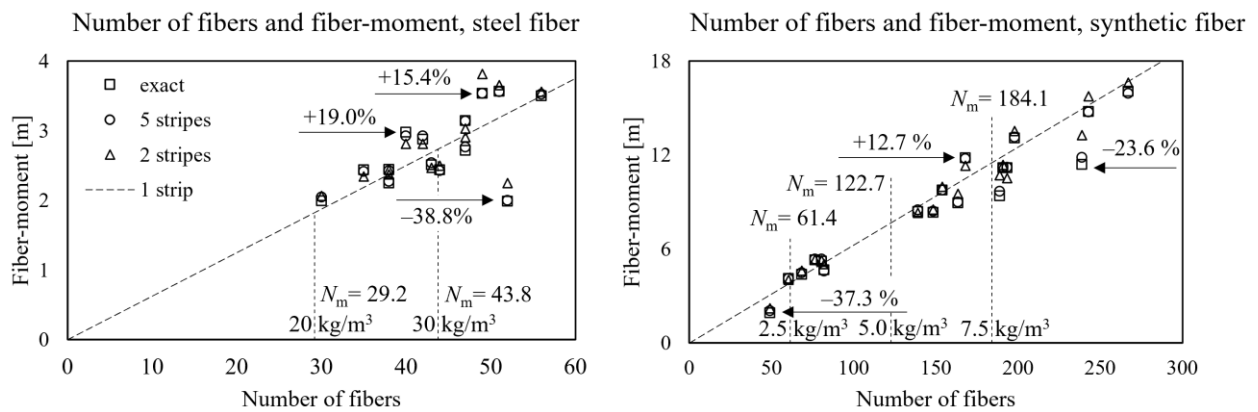 Number of fibers and fiber-moment, steel fiber
Fiber-moment [m]
4
3
2
1
0
exact
5 stripes
2 stripes
1 strip
+15.4%
+19.0%
–38.8%
Nm = 29.2
Nm = 43.8
20 kg/m³
30 kg/m³
0 10 20 30 40 50 60
Number of fibers
Number of fibers and fiber-moment, synthetic fiber
Fiber-moment [m]
18
12
6
0
Nm = 184.1
+12.7 %
–23.6 %
Nm = 122.7
Nm = 61.4
–37.3 %
2.5 kg/m³
5.0 kg/m³
7.5 kg/m³
0 50 100 150 200 250 300
Number of fibers